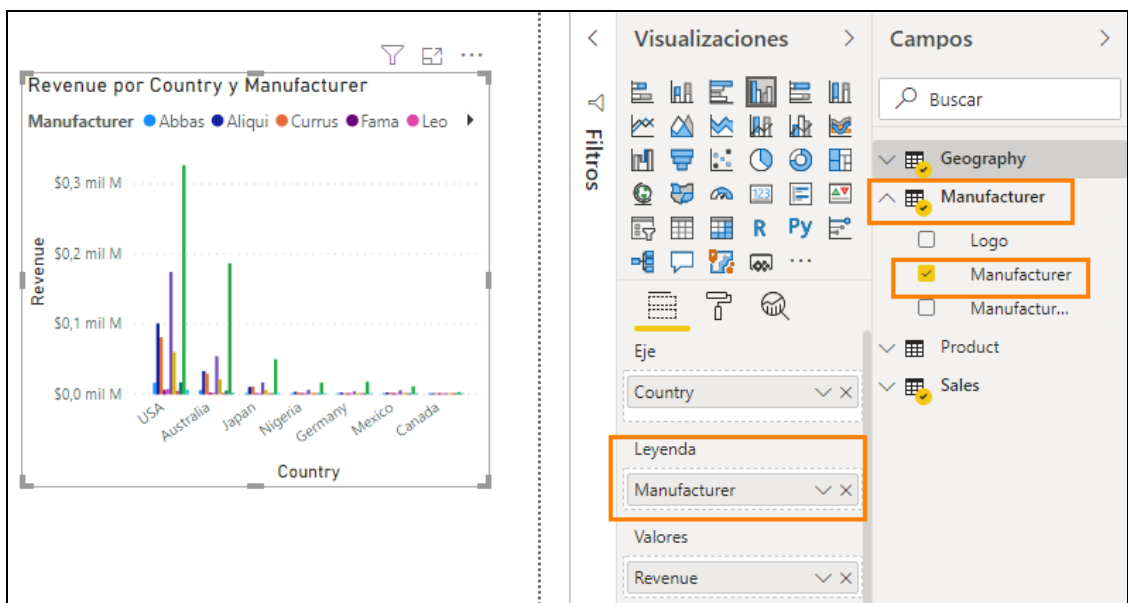 Revenue por Country y Manufacturer
Manufacturer Abbas Aliqui Currus Fama Leo
$0,3 mil M
$0,2 mil M
$0,1 mil M
$0,0 mil M
Revenue
USA
Australia
Japan
Nigeria
Germany
Mexico
Canada
Country
Filtros
Visualizaciones
123
R
Py
Eje
Country
Leyenda
Manufacturer
Valores
Revenue
Campos
Buscar
Geography
Manufacturer
Logo
Manufacturer
Manufactur...
Product
Sales